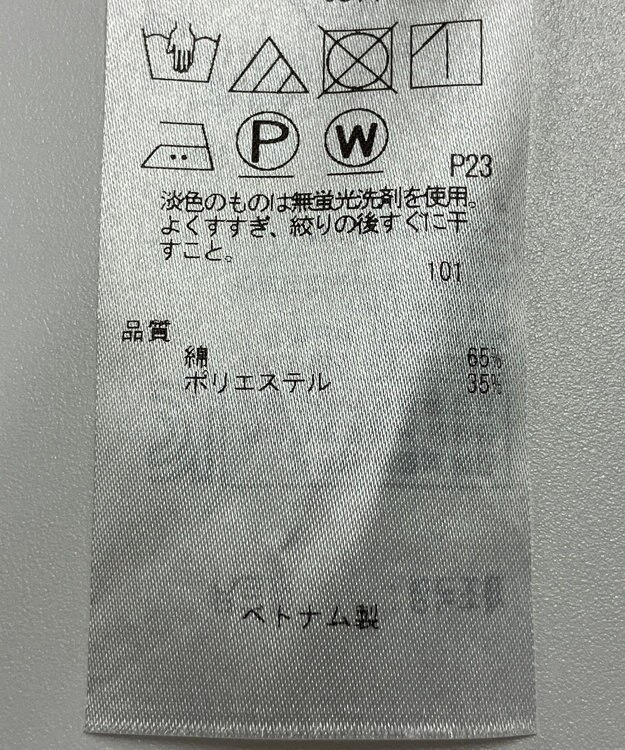 P
W
P23
淡色のものは無蛍光洗剤を使用。
よくすすぎ、絞りの後すぐに干
すこと。
101
品質
綿 65%
ポリエステル 35%
ベトナム製